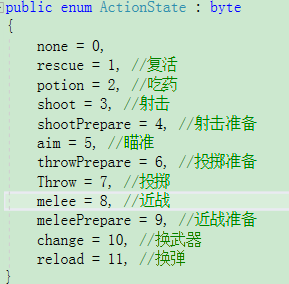 public enum ActionState : byte
{
none = 0,
rescue = 1, //复活
potion = 2, //吃药
shoot = 3, //射击
shootPrepare = 4, //射击准备
aim = 5, //瞄准
throwPrepare = 6, //投掷准备
Throw = 7, //投掷
melee = 8, //近战
meleePrepare = 9, //近战准备
change = 10, //换武器
reload = 11, //换弹
}